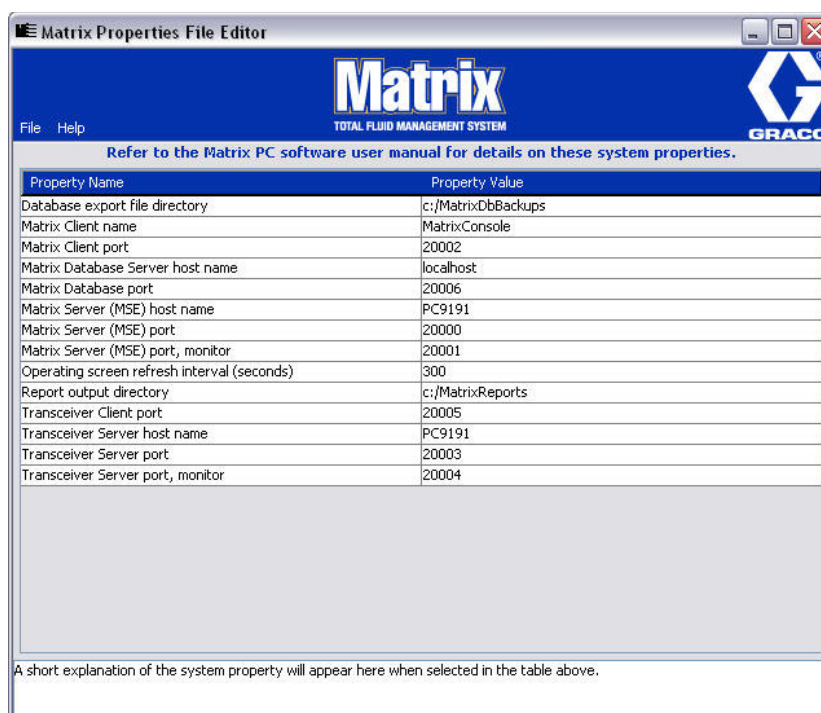 Matrix Properties File Editor
Matrix
TOTAL FLUID MANAGEMENT SYSTEM
GRACO
File Help
Refer to the Matrix PC software user manual for details on these system properties.
Property Name Property Value
Database export file directory c:/MatrixDbBackups
Matrix Client name MatrixConsole
Matrix Client port 20002
Matrix Database Server host name localhost
Matrix Database port 20006
Matrix Server (MSE) host name PC9191
Matrix Server (MSE) port 20000
Matrix Server (MSE) port, monitor 20001
Operating screen refresh interval (seconds) 300
Report output directory c:/MatrixReports
Transceiver Client port 20005
Transceiver Server host name PC9191
Transceiver Server port 20003
Transceiver Server port, monitor 20004
A short explanation of the system property will appear here when selected in the table above.